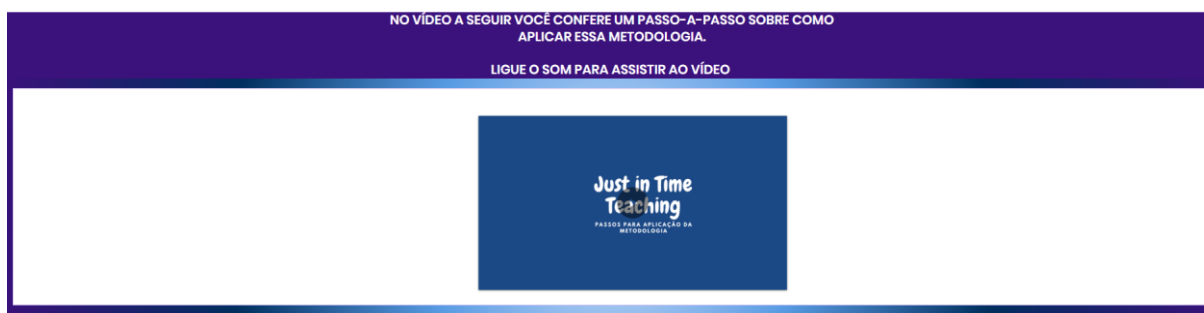 NO VÍDEO A SEGUIR VOCÊ CONFERE UM PASSO-A-PASSO SOBRE COMO
APLICAR ESSA METODOLOGIA.
LIGUE O SOM PARA ASSISTIR AO VÍDEO
Just in Time
Teaching
PASSOS PARA APLICAÇÃO DA
METODOLOGIA